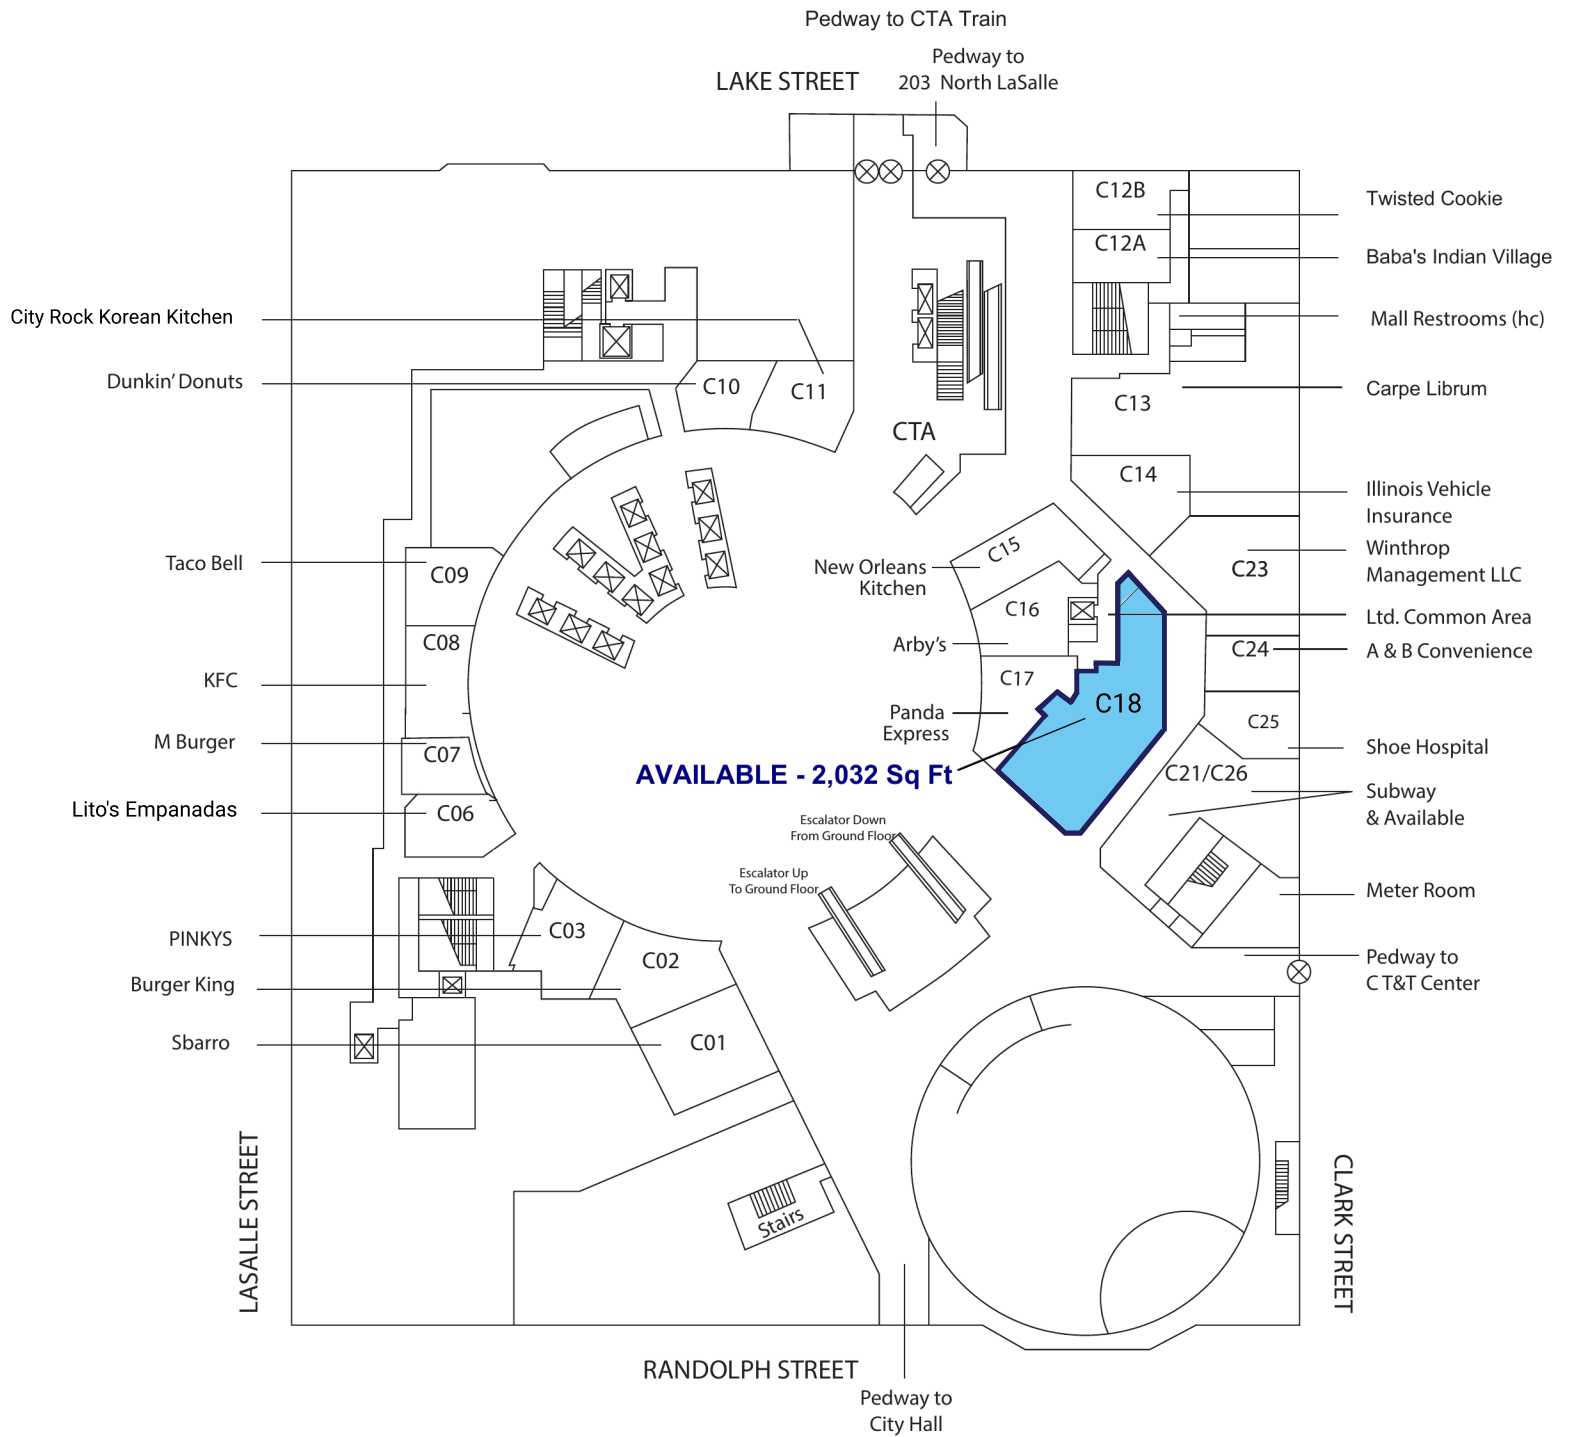 Pedway to CTA Train
Pedway to
203 North LaSalle
LAKE STREET
C12B
Twisted Cookie
C12A
Baba's Indian Village
City Rock Korean Kitchen
Mall Restrooms (hc)
Dunkin' Donuts
C10
C11
Carpe Librum
C13
CTA
C14
Illinois Vehicle
Insurance
Taco Bell
C09
New Orleans
Kitchen
C15
C23
Winthrop
Management LLC
C16
Ltd. Common Area
C08
Arby's
C24
A & B Convenience
KFC
C17
C18
Panda
Express
C25
Shoe Hospital
M Burger
C07
AVAILABLE - 2,032 Sq Ft
C21/C26
Subway
& Available
Lito's Empanadas
C06
Escalator Down
From Ground Floor
Escalator Up
To Ground Floor
Meter Room
PINKYS
C03
C02
Pedway to
C T&T Center
Burger King
Sbarro
C01
LASALLE STREET
CLARK STREET
Stairs
RANDOLPH STREET
Pedway to
City Hall